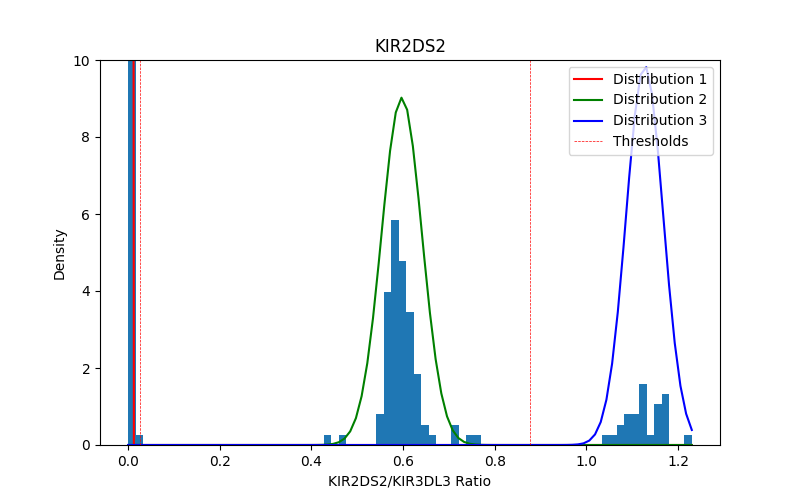 KIR2DS2
Distribution 1
Distribution 2
Distribution 3
Thresholds
Density
10
8
6
4
2
0
0.0 0.2 0.4 0.6 0.8 1.0 1.2
KIR2DS2/KIR3DL3 Ratio